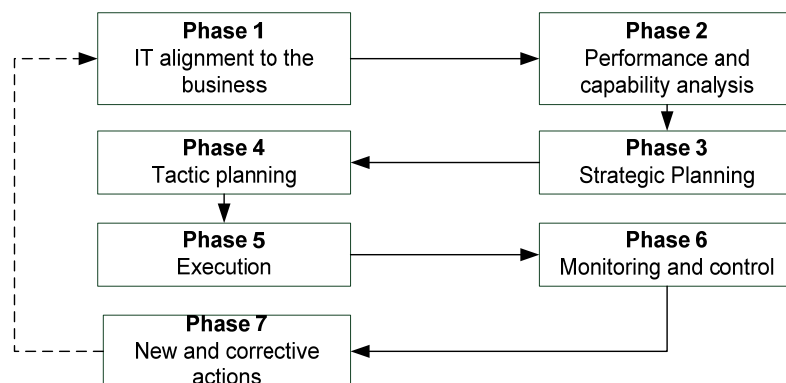 Phase 1
IT alignment to the
business
Phase 2
Performance and
capability analysis
Phase 3
Strategic Planning
Phase 4
Tactic planning
Phase 5
Execution
Phase 6
Monitoring and control
Phase 7
New and corrective
actions